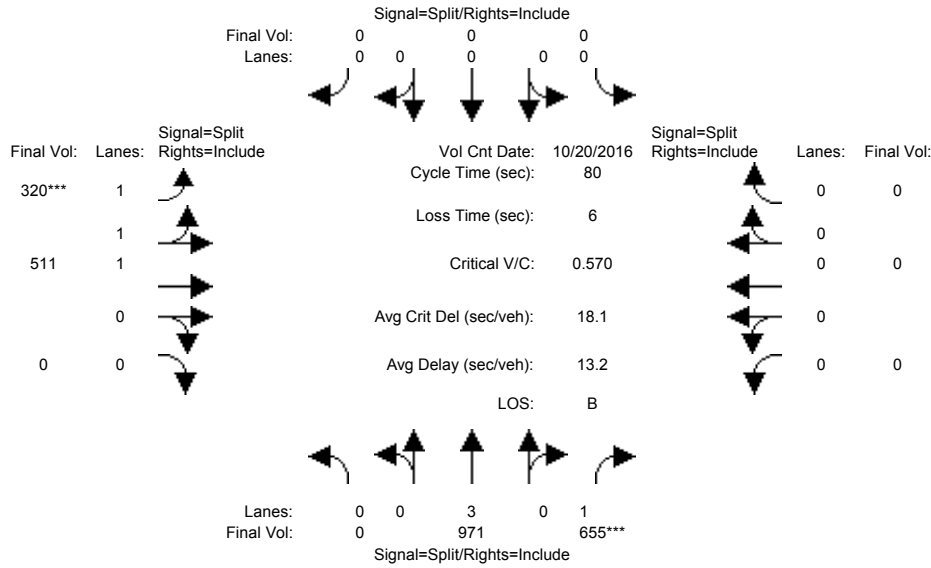 Signal=Split/Rights=Include
Final Vol: 0 0 0
Lanes: 0 0 0 0 0
Signal=Split Signal=Split
Final Vol: Lanes: Rights=Include Vol Cnt Date: 10/20/2016 Rights=Include Lanes: Final Vol:
Cycle Time (sec): 80
320*** 1 0 0
Loss Time (sec): 6
1 0
511 1 Critical V/C: 0.570 0 0
0 Avg Crit Del (sec/veh): 18.1 0
0 0 Avg Delay (sec/veh): 13.2 0 0
LOS: B
Lanes: 0 0 3 0 1
Final Vol: 0 971 655***
Signal=Split/Rights=Include